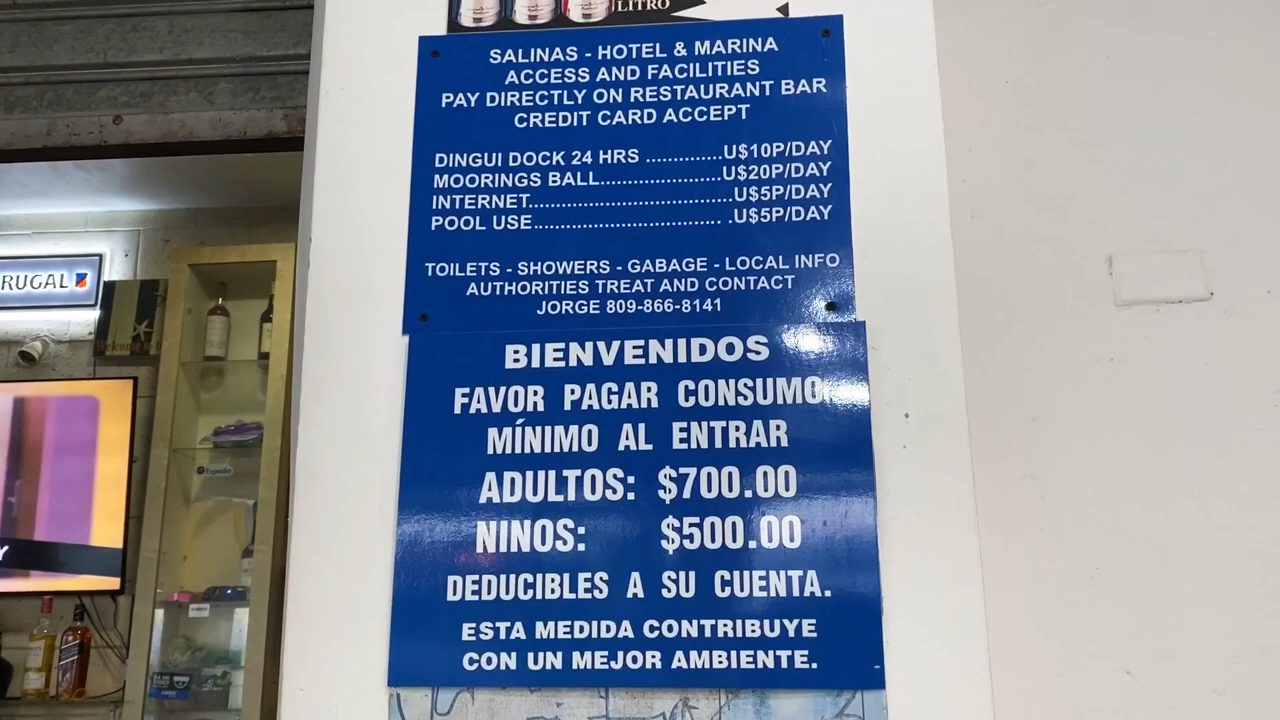 LITRO
SALINAS - HOTEL & MARINA
ACCESS AND FACILITIES
PAY DIRECTLY ON RESTAURANT BAR
CREDIT CARD ACCEPT
DINGUI DOCK 24 HRS ..............U$10P/DAY
MOORINGS BALL......................U$20P/DAY
INTERNET.....................................U$5P/DAY
POOL USE................................. .U$5P/DAY
TOILETS - SHOWERS - GABAGE - LOCAL INFO
AUTHORITIES TREAT AND CONTACT
JORGE 809-866-8141
BIENVENIDOS
FAVOR PAGAR CONSUMO
MÍNIMO AL ENTRAR
ADULTOS: $700.00
NINOS: $500.00
DEDUCIBLES A SU CUENTA.
ESTA MEDIDA CONTRIBUYE
CON UN MEJOR AMBIENTE.
RUGAL
Expedia